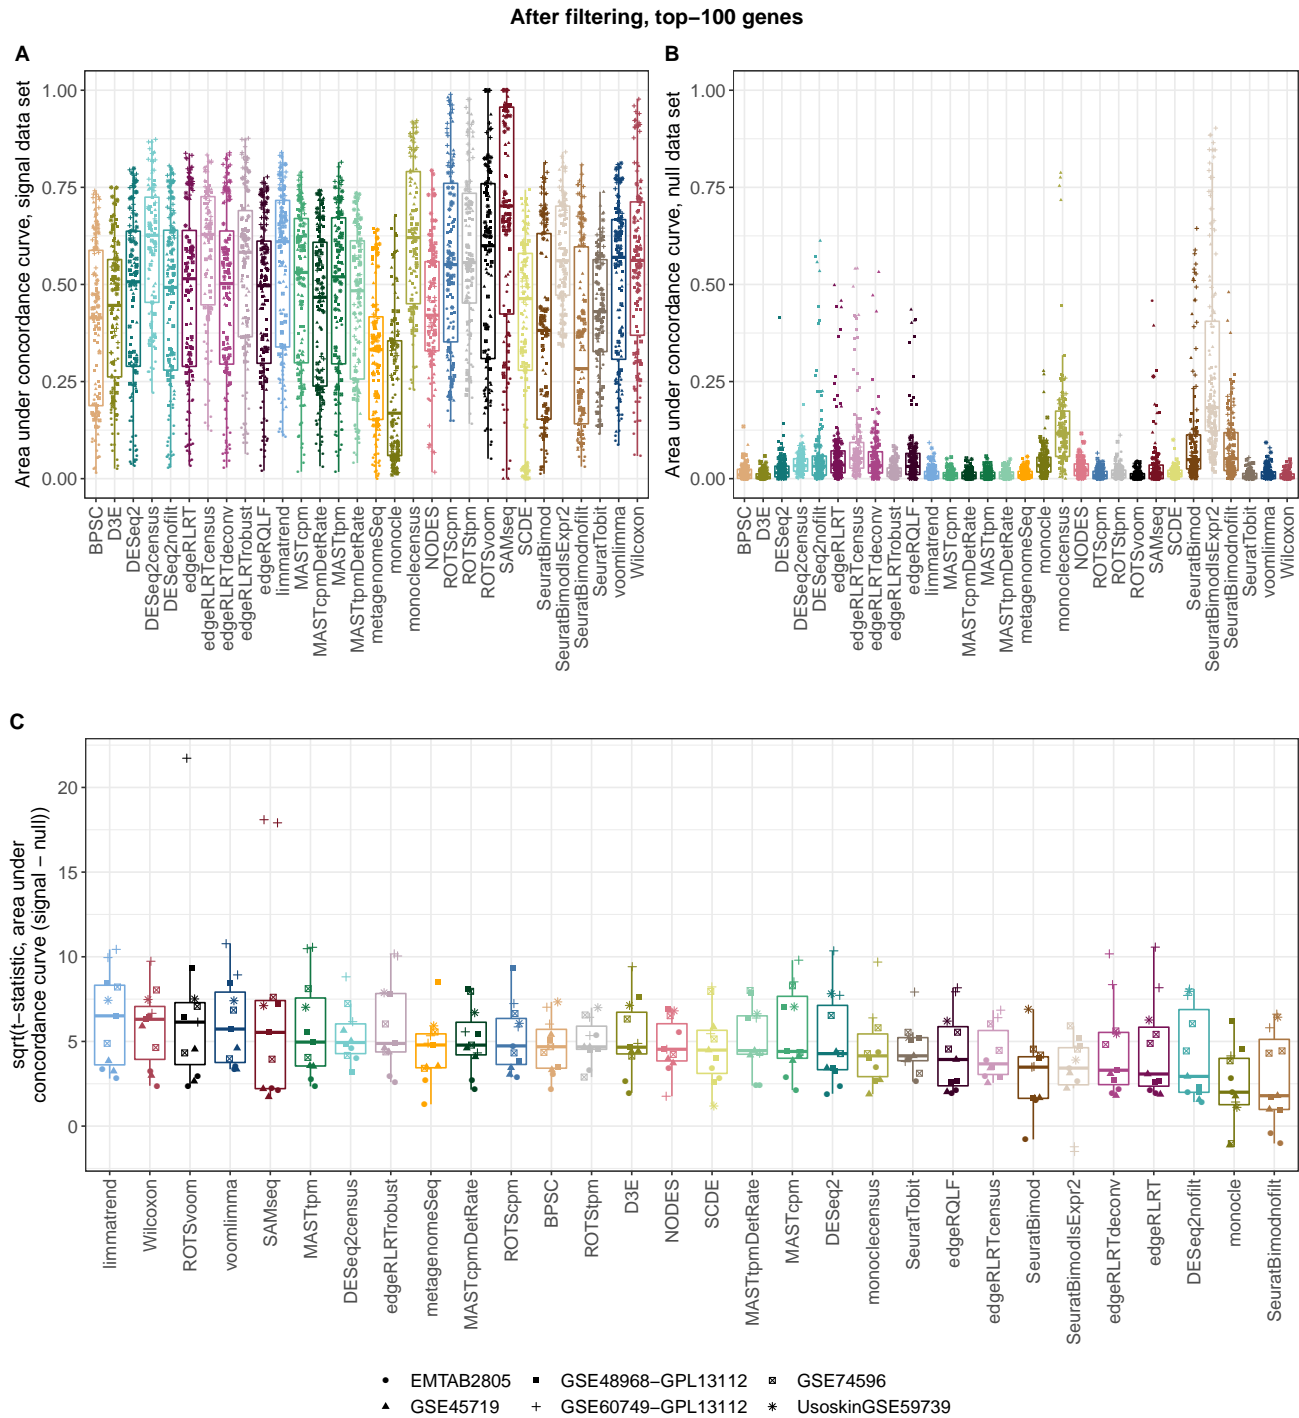 After filtering, top−100 genes
A
Area under concordance curve, signal data set
1.00
0.75
0.50
0.25
0.00
BPSC
D3E
DESeq2
DESeq2census
DESeq2nofilt
edgeRLRT
edgeRLRTcensus
edgeRLRTdeconv
edgeRLRTrobust
edgeRQLF
limmatrend
MASTcpm
MASTcpmDetRate
MASTtpm
MASTtpmDetRate
metagenomeSeq
monocle
monoclecensus
NODES
ROTScpm
ROTStpm
ROTSvoom
SAMseq
SCDE
SeuratBimod
SeuratBimodIsExpr2
SeuratBimodnofilt
SeuratTobit
voomlimma
Wilcoxon
B
Area under concordance curve, null data set
1.00
0.75
0.50
0.25
0.00
BPSC
D3E
DESeq2
DESeq2census
DESeq2nofilt
edgeRLRT
edgeRLRTcensus
edgeRLRTdeconv
edgeRLRTrobust
edgeRQLF
limmatrend
MASTcpm
MASTcpmDetRate
MASTtpm
MASTtpmDetRate
metagenomeSeq
monocle
monoclecensus
NODES
ROTScpm
ROTStpm
ROTSvoom
SAMseq
SCDE
SeuratBimod
SeuratBimodIsExpr2
SeuratBimodnofilt
SeuratTobit
voomlimma
Wilcoxon
C
sqrt(t−statistic, area under
concordance curve (signal − null))
20
15
10
5
0
limmatrend
Wilcoxon
ROTSvoom
voomlimma
SAMseq
MASTtpm
DESeq2census
edgeRLRTrobust
metagenomeSeq
MASTcpmDetRate
ROTScpm
BPSC
ROTStpm
D3E
NODES
SCDE
MASTtpmDetRate
MASTcpm
DESeq2
monoclecensus
SeuratTobit
edgeRQLF
edgeRLRTcensus
SeuratBimod
SeuratBimodIsExpr2
edgeRLRTdeconv
edgeRLRT
DESeq2nofilt
monocle
SeuratBimodnofilt
EMTAB2805 GSE48968−GPL13112 GSE74596
GSE45719 GSE60749−GPL13112 UsoskinGSE59739